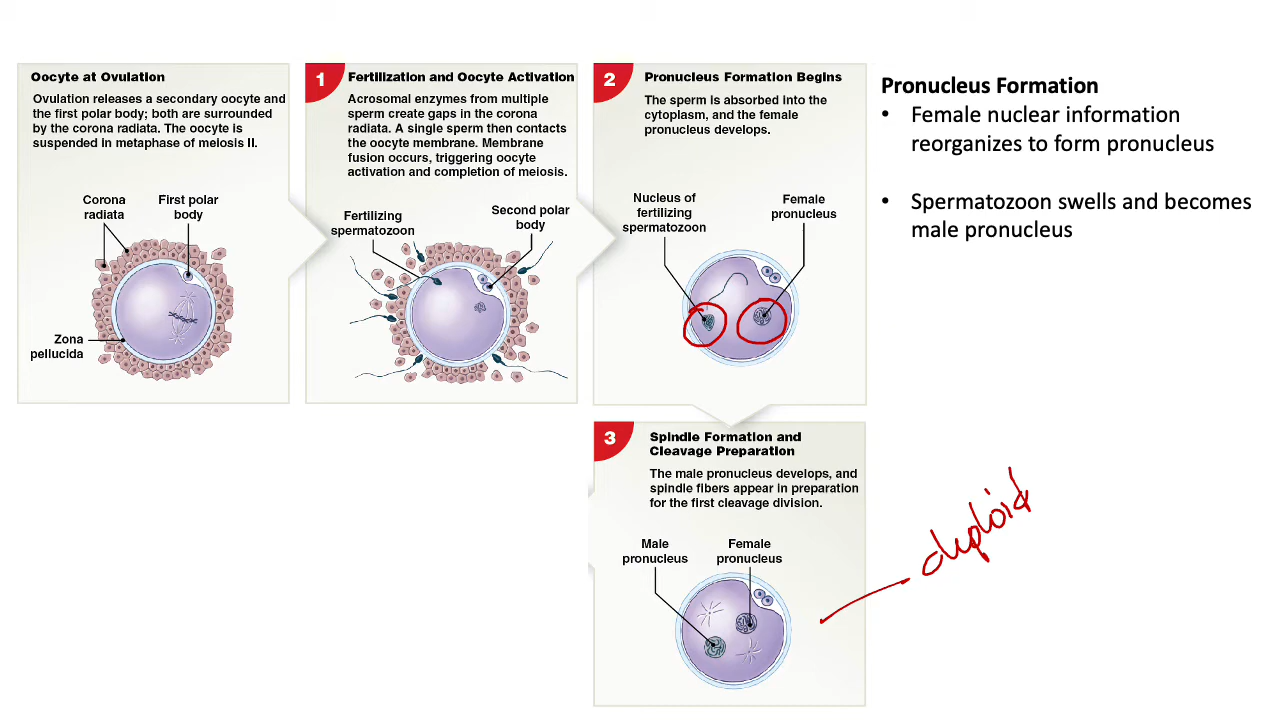 Oocyte at Ovulation
Ovulation releases a secondary oocyte and
the first polar body; both are surrounded
by the corona radiata. The oocyte is
suspended in metaphase of meiosis II.
Corona
radiata
First polar
body
Zona
pellucida
1
Fertilization and Oocyte Activation
Acrosomal enzymes from multiple
sperm create gaps in the corona
radiata. A single sperm then contacts
the oocyte membrane. Membrane
fusion occurs, triggering oocyte
activation and completion of meiosis.
Fertilizing
spermatozoon
Second polar
body
2
Pronucleus Formation Begins
The sperm is absorbed into the
cytoplasm, and the female
pronucleus develops.
Nucleus of
fertilizing
spermatozoon
Female
pronucleus
Pronucleus Formation
• Female nuclear information
reorganizes to form pronucleus
• Spermatozoon swells and becomes
male pronucleus
3
Spindle Formation and
Cleavage Preparation
The male pronucleus develops, and
spindle fibers appear in preparation
for the first cleavage division.
Male
pronucleus
Female
pronucleus
diploid